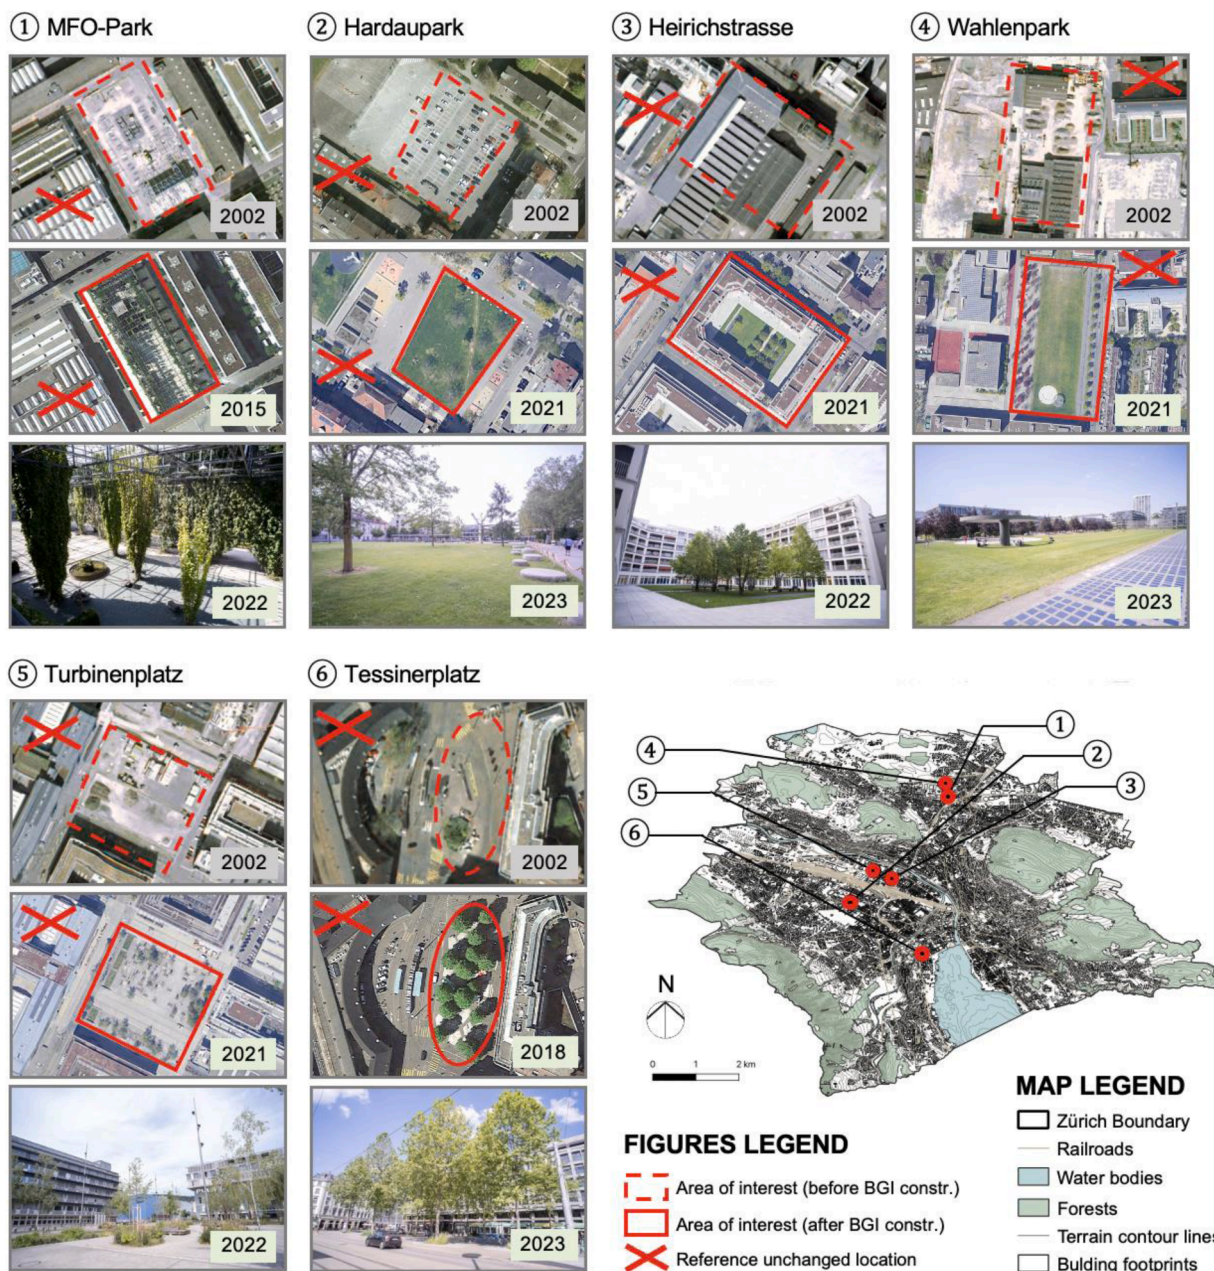 ① MFO-Park
② Hardaupark
③ Heirichstrasse
④ Wahlenpark
2002
2002
2002
2002
2015
2021
2021
2021
2022
2023
2022
2023
⑤ Turbinenplatz
⑥ Tessinerplatz
2002
2002
2021
2018
2022
2023
①
④
②
⑤
③
⑥
N
0 1 2 km
FIGURES LEGEND
Area of interest (before BGI constr.)
Area of interest (after BGI constr.)
Reference unchanged location
MAP LEGEND
Zürich Boundary
Railroads
Water bodies
Forests
Terrain contour lines
Bulding footprints